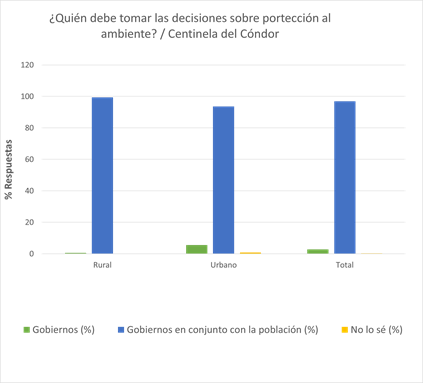 ¿Quién debe tomar las decisiones sobre portección al
ambiente? / Centinela del Cóndor
120
100
80
60
40
20
0
% Respuestas
Rural
Urbano
Total
Gobiernos (%)
Gobiernos en conjunto con la población (%)
No lo sé (%)